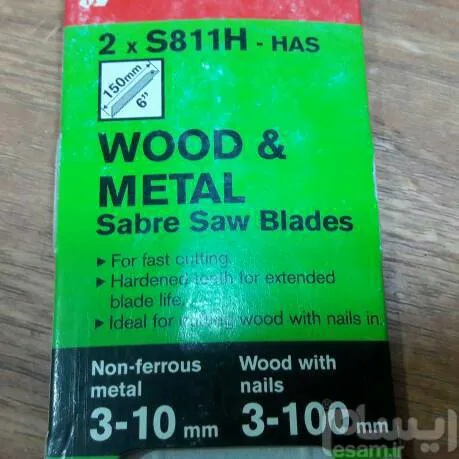 2 x S811H - HAS
150mm
6"
WOOD &
METAL
Sabre Saw Blades
▶ For fast cutting.
▶ Hardened teeth for extended
blade life.
▶ Ideal for cutting wood with nails in.
Non-ferrous
metal
3-10 mm
Wood with
nails
3-100 mm
ایسام
esam.ir